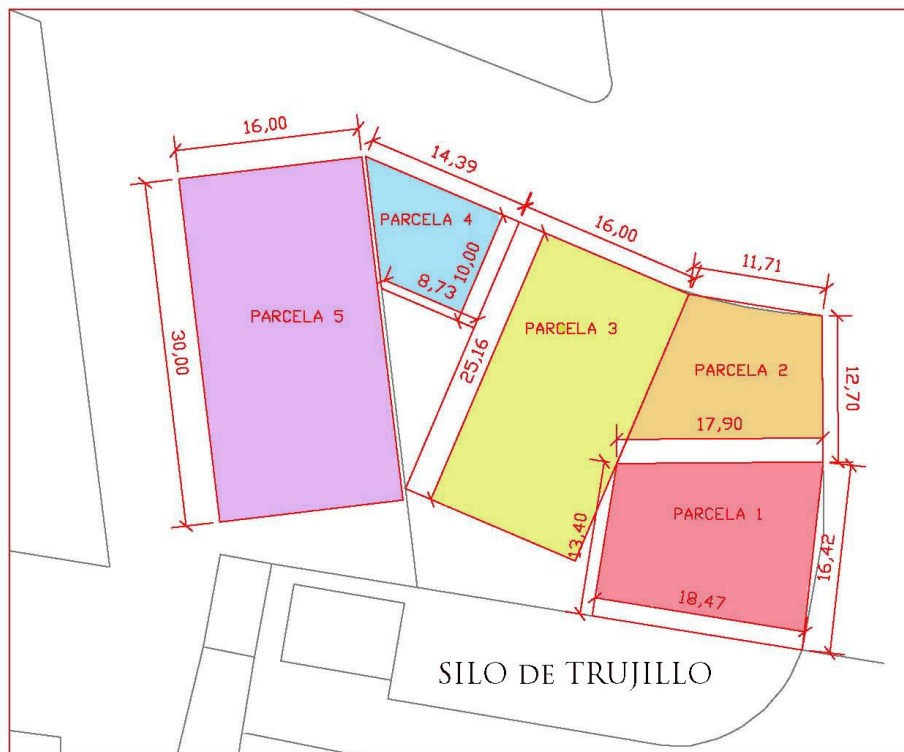 16,00
14,39
16,00
11,71
PARCELA 4
10,00
8,73
30,00
PARCELA 5
PARCELA 3
25,16
PARCELA 2
12,70
17,90
PARCELA 1
13,40
16,42
18,47
SILO DE TRUJILLO